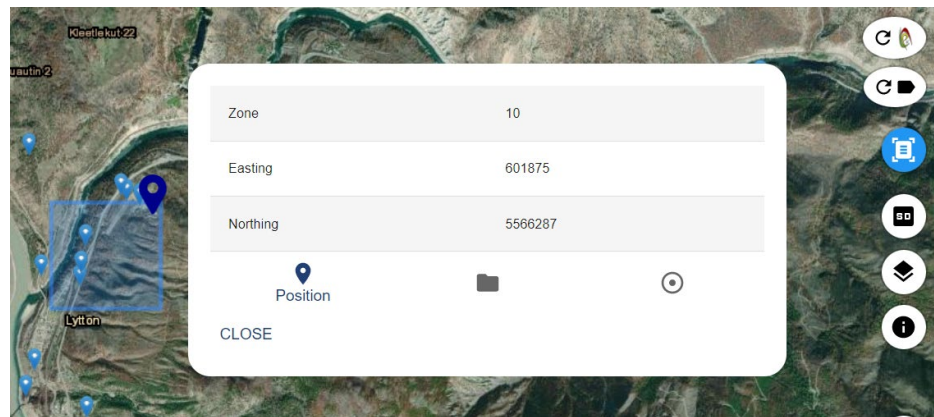 Kleetlekut 22
uautin 2
Zone 10
Easting 601875
Northing 5566287
Position
CLOSE
Lytton
SD